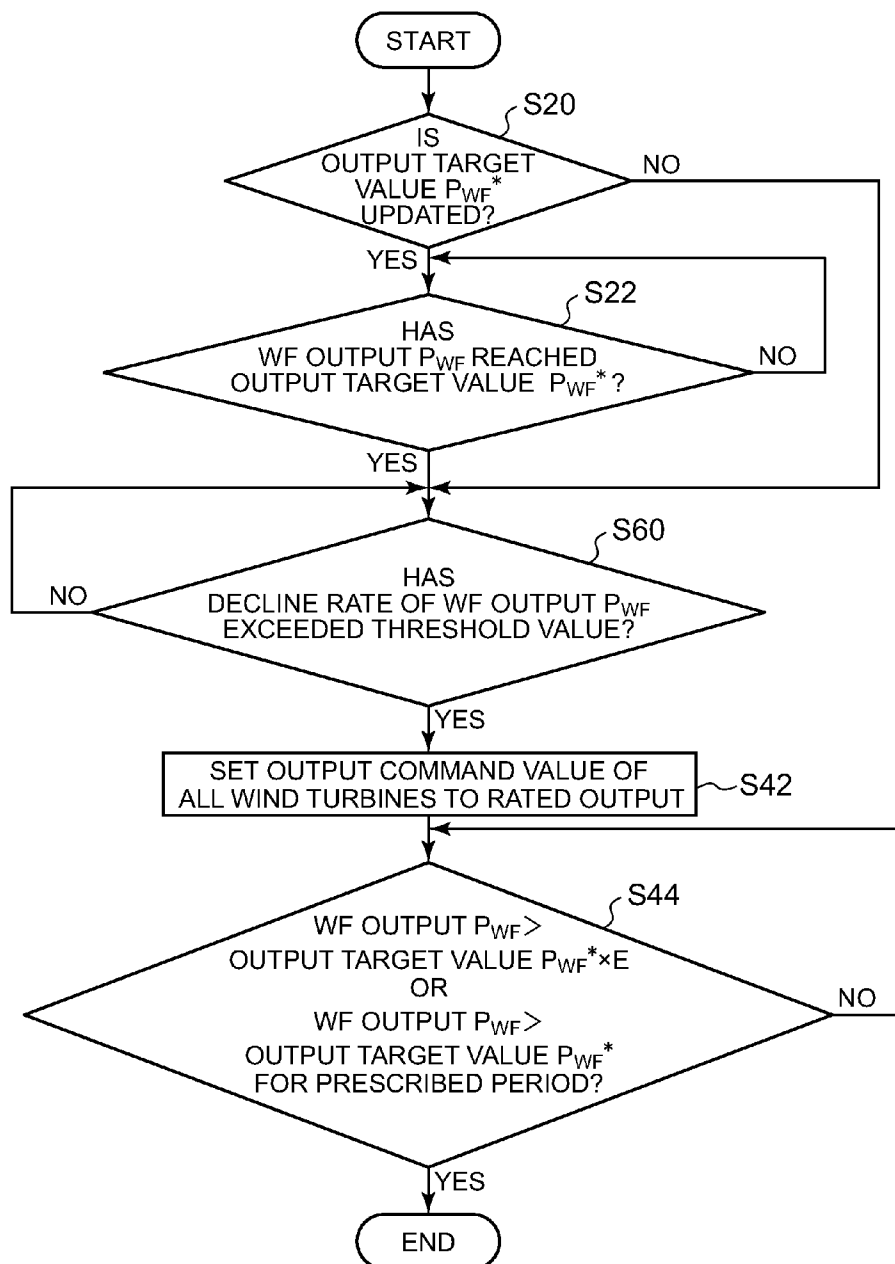 START
S20
IS
OUTPUT TARGET
VALUE PWF*
UPDATED?
NO
YES
S22
HAS
WF OUTPUT PWF REACHED
OUTPUT TARGET VALUE PWF* ?
NO
YES
S60
HAS
DECLINE RATE OF WF OUTPUT PWF
EXCEEDED THRESHOLD VALUE?
NO
YES
SET OUTPUT COMMAND VALUE OF
ALL WIND TURBINES TO RATED OUTPUT
S42
S44
WF OUTPUT PWF>
OUTPUT TARGET VALUE PWF*×E
OR
WF OUTPUT PWF>
OUTPUT TARGET VALUE PWF*
FOR PRESCRIBED PERIOD?
NO
YES
END